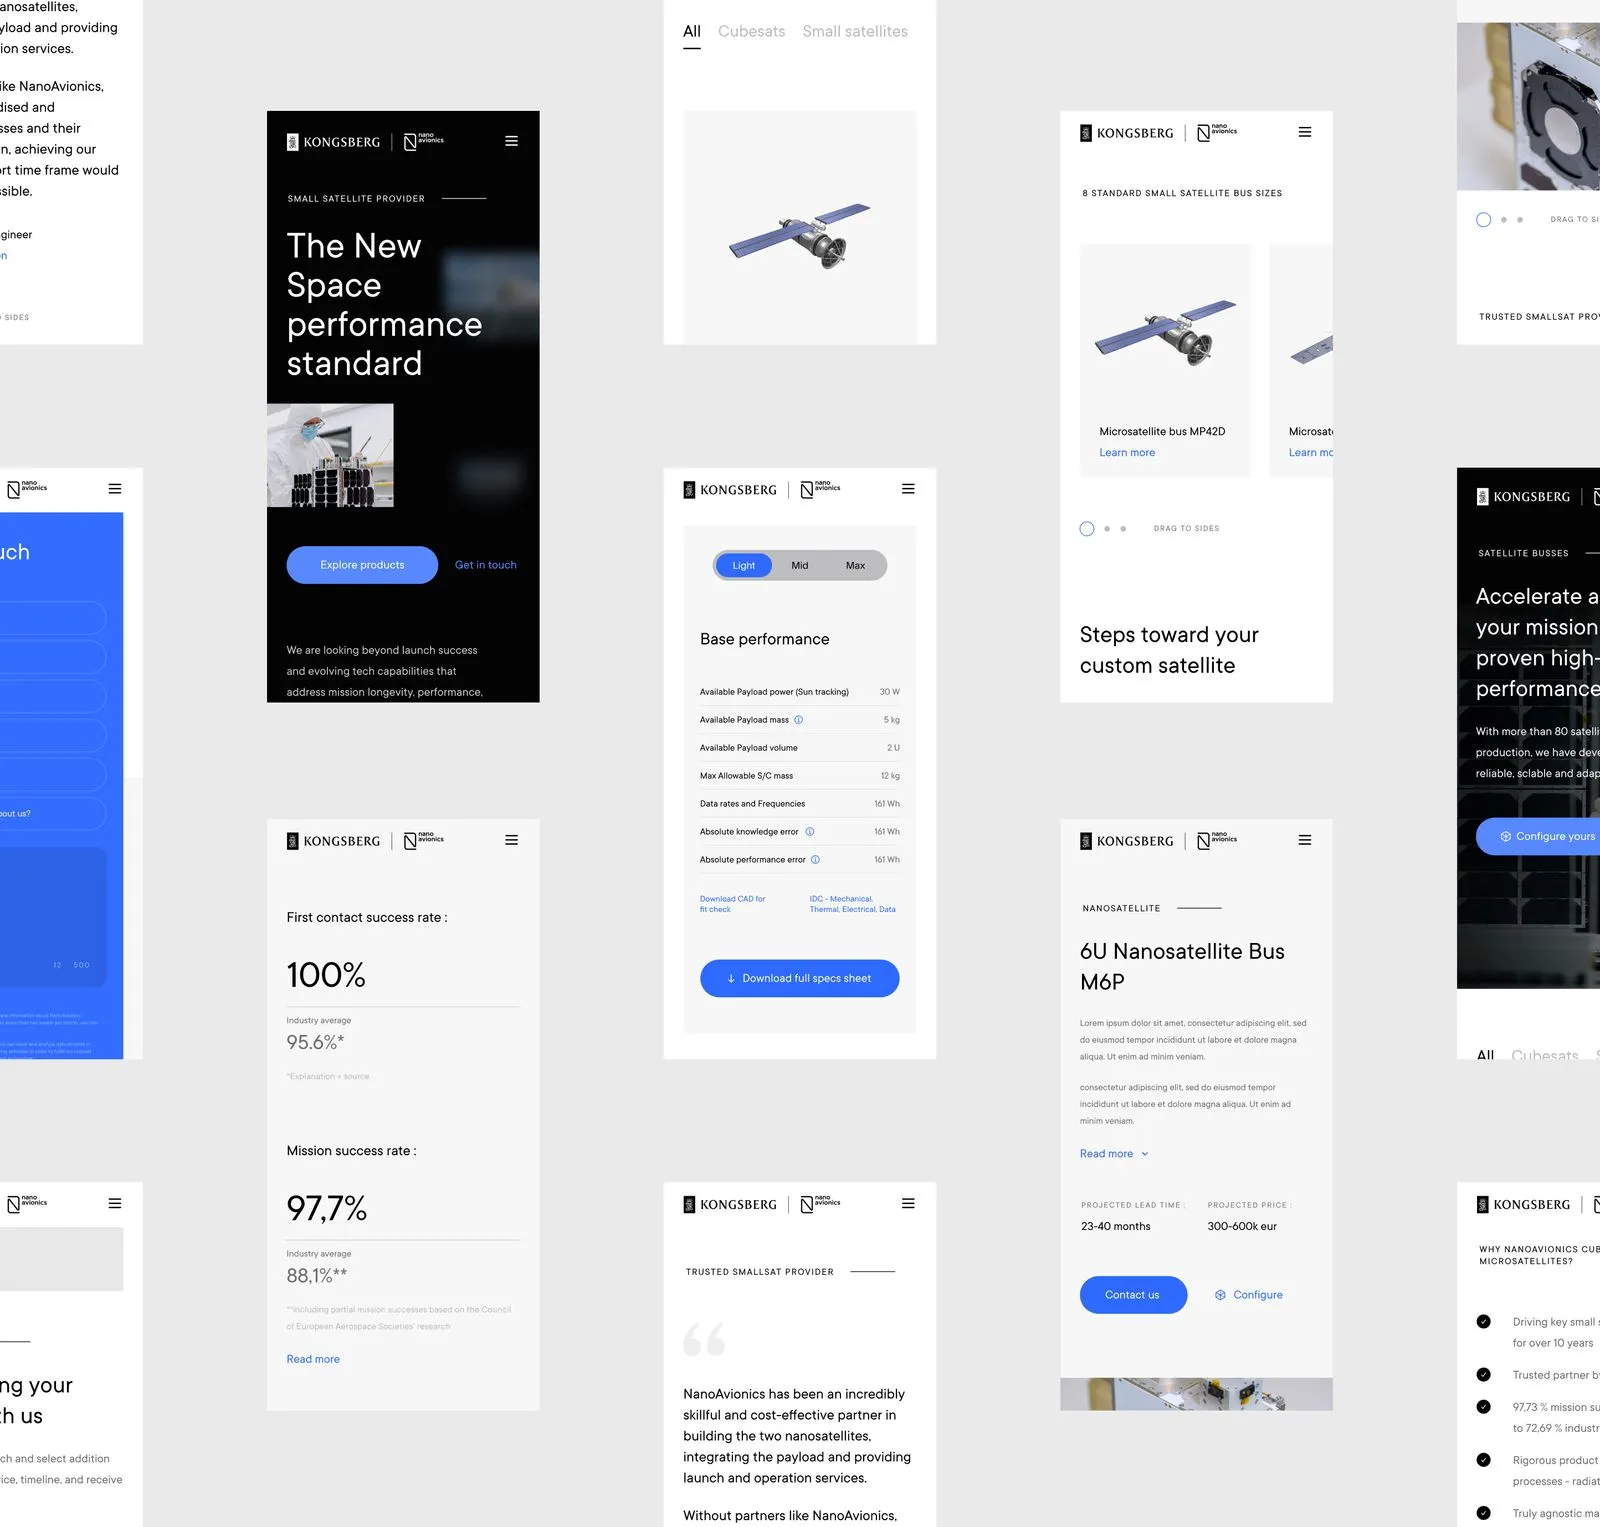 anosatellites,
yload and providing
ion services.
ike NanoAvionics,
dised and
sses and their
n, achieving our
ort time frame would
ssible.
gineer
n
SIDES
nano
avionics
uch
bout us?
12 500
nano
avionics
ng your
h us
ch and select addition
ice, timeline, and receive
KONGSBERG
nano
avionics
SMALL SATELLITE PROVIDER
The New
Space
performance
standard
Explore products
Get in touch
We are looking beyond launch success
and evolving tech capabilities that
address mission longevity, performance,
KONGSBERG
nano
avionics
First contact success rate :
100%
Industry average
95.6%*
*Explanation + source
Mission success rate :
97,7%
Industry average
88,1%**
**Including partial mission successes based on the Council
of European Aerospace Societies' research
Read more
All Cubesats Small satellites
KONGSBERG
nano
avionics
Light Mid Max
Base performance
Available Payload power (Sun tracking) 30 W
Available Payload mass 5 kg
Available Payload volume 2 U
Max Allowable S/C mass 12 kg
Data rates and Frequencies 161 Wh
Absolute knowledge error 161 Wh
Absolute performance error 161 Wh
Download CAD for
fit check
IDC - Mechanical,
Thermal, Electrical, Data
Download full specs sheet
KONGSBERG
nano
avionics
TRUSTED SMALLSAT PROVIDER
“
NanoAvionics has been an incredibly
skillful and cost-effective partner in
building the two nanosatellites,
integrating the payload and providing
launch and operation services.
Without partners like NanoAvionics,
KONGSBERG
nano
avionics
8 STANDARD SMALL SATELLITE BUS SIZES
Microsatellite bus MP42D
Learn more
Microsat
Learn mo
DRAG TO SIDES
Steps toward your
custom satellite
KONGSBERG
nano
avionics
NANOSATELLITE
6U Nanosatellite Bus
M6P
Lorem ipsum dolor sit amet, consectetur adipiscing elit, sed
do eiusmod tempor incididunt ut labore et dolore magna
aliqua. Ut enim ad minim veniam.
consectetur adipiscing elit, sed do eiusmod tempor
incididunt ut labore et dolore magna aliqua. Ut enim ad
minim veniam.
Read more
PROJECTED LEAD TIME :
23-40 months
PROJECTED PRICE :
300-600k eur
Contact us
Configure
DRAG TO SI
TRUSTED SMALLSAT PROV
KONGSBERG
SATELLITE BUSSES
Accelerate a
your mission
proven high-
performance
With more than 80 satelli
production, we have deve
reliable, sclable and adap
Configure yours
All Cubesats S
KONGSBERG
WHY NANOAVIONICS CUB
MICROSATELLITES?
Driving key small s
for over 10 years
Trusted partner by
97,73 % mission su
to 72,69 % industr
Rigorous product
processes - radiat
Truly agnostic ma